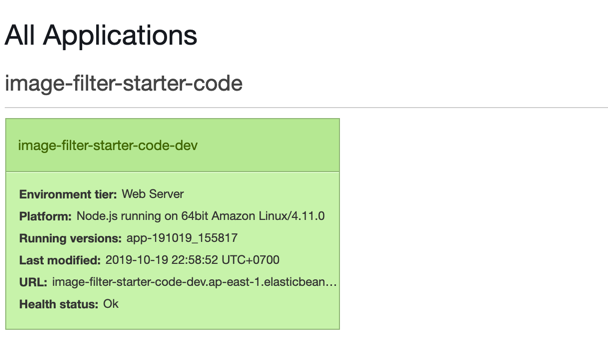 All Applications
image-filter-starter-code
image-filter-starter-code-dev
Environment tier: Web Server
Platform: Node.js running on 64bit Amazon Linux/4.11.0
Running versions: app-191019_155817
Last modified: 2019-10-19 22:58:52 UTC+0700
URL: image-filter-starter-code-dev.ap-east-1.elasticbean...
Health status: Ok